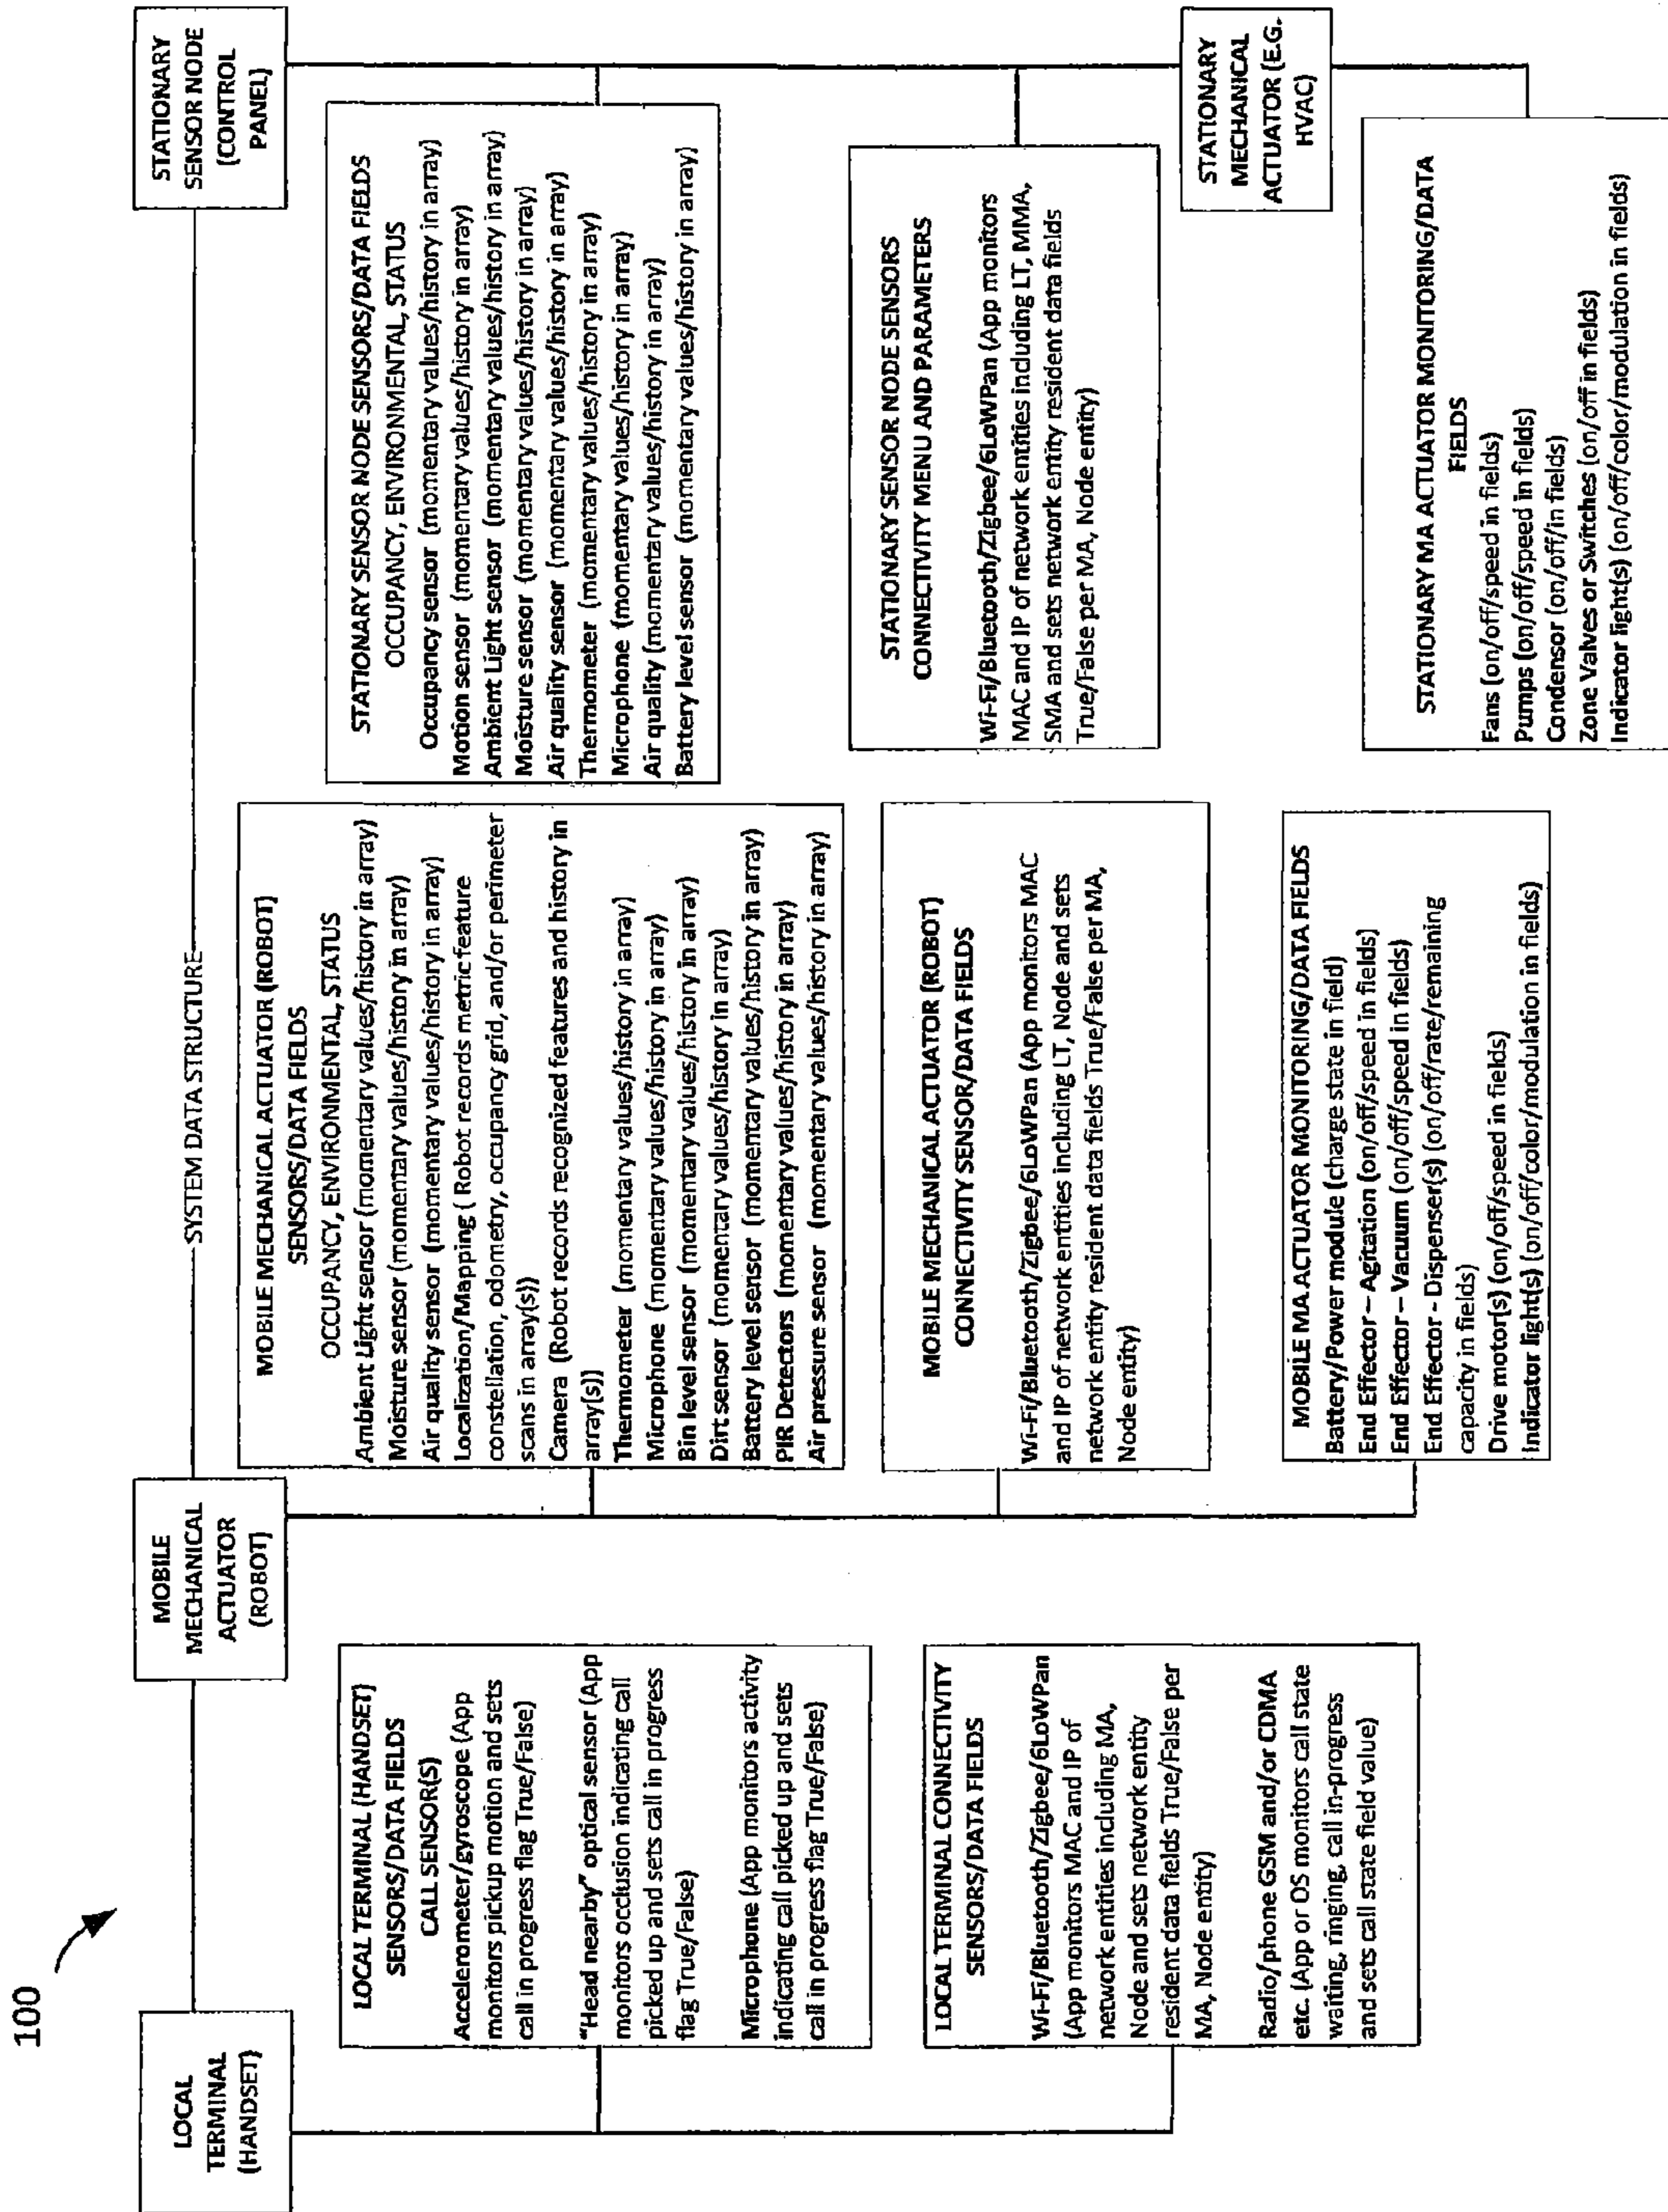 100
SYSTEM DATA STRUCTURE
LOCAL
TERMINAL
(HANDSET)
LOCAL TERMINAL (HANDSET)
SENSORS/DATA FIELDS
CALL SENSOR(S)
Accelerometer/gyroscope (App
monitors pickup motion and sets
call in progress flag True/False)
"Head nearby" optical sensor (App
monitors occlusion indicating call
picked up and sets call in progress
flag True/False)
Microphone (App monitors activity
indicating call picked up and sets
call in progress flag True/False)
LOCAL TERMINAL CONNECTIVITY
SENSORS/DATA FIELDS
Wi-Fi/Bluetooth/Zigbee/6LoWPan
(App monitors MAC and IP of
network entities including MA,
Node and sets network entity
resident data fields True/False per
MA, Node entity)
Radio/phone GSM and/or CDMA
etc. (App or OS monitors call state
waiting, ringing, call in-progress
and sets call state field value)
MOBILE
MECHANICAL
ACTUATOR
(ROBOT)
MOBILE MECHANICAL ACTUATOR (ROBOT)
SENSORS/DATA FIELDS
OCCUPANCY, ENVIRONMENTAL, STATUS
Ambient Light sensor (momentary values/history in array)
Moisture sensor (momentary values/history in array)
Air quality sensor (momentary values/history in array)
Localization/Mapping ( Robot records metric feature
constellation, odometry, occupancy grid, and/or perimeter
scans in array(s))
Camera (Robot records recognized features and history in
array(s))
Thermometer (momentary values/history in array)
Microphone (momentary values/history in array)
Bin level sensor (momentary values/history in array)
Dirt sensor (momentary values/history in array)
Battery level sensor (momentary values/history in array)
PIR Detectors (momentary values/history in array)
Air pressure sensor (momentary values/history in array)
MOBILE MECHANICAL ACTUATOR (ROBOT)
CONNECTIVITY SENSOR/DATA FIELDS
Wi-Fi/Bluetooth/Zigbee/6LoWPan (App monitors MAC
and IP of network entities including LT, Node and sets
network entity resident data fields True/False per MA,
Node entity)
MOBILE MA ACTUATOR MONITORING/DATA FIELDS
Battery/Power module (charge state in field)
End Effector – Agitation (on/off/speed in fields)
End Effector – Vacuum (on/off/speed in fields)
End Effector - Dispenser(s) (on/off/rate/remaining
capacity in fields)
Drive motor(s) (on/off/speed in fields)
Indicator light(s) (on/off/color/modulation in fields)
STATIONARY
SENSOR NODE
(CONTROL
PANEL)
STATIONARY SENSOR NODE SENSORS/DATA FIELDS
OCCUPANCY, ENVIRONMENTAL, STATUS
Occupancy sensor (momentary values/history in array)
Motion sensor (momentary values/history in array)
Ambient Light sensor (momentary values/history in array)
Moisture sensor (momentary values/history in array)
Air quality sensor (momentary values/history in array)
Thermometer (momentary values/history in array)
Microphone (momentary values/history in array)
Air quality (momentary values/history in array)
Battery level sensor (momentary values/history in array)
STATIONARY SENSOR NODE SENSORS
CONNECTIVITY MENU AND PARAMETERS
Wi-Fi/Bluetooth/Zigbee/6LoWPan (App monitors
MAC and IP of network entities including LT, MMA,
SMA and sets network entity resident data fields
True/False per MA, Node entity)
STATIONARY
MECHANICAL
ACTUATOR (E.G.
HVAC)
STATIONARY MA ACTUATOR MONITORING/DATA
FIELDS
Fans (on/off/speed in fields)
Pumps (on/off/speed in fields)
Condensor (on/off/in fields)
Zone Valves or Switches (on/off in fields)
Indicator light(s) (on/off/color/modulation in fields)